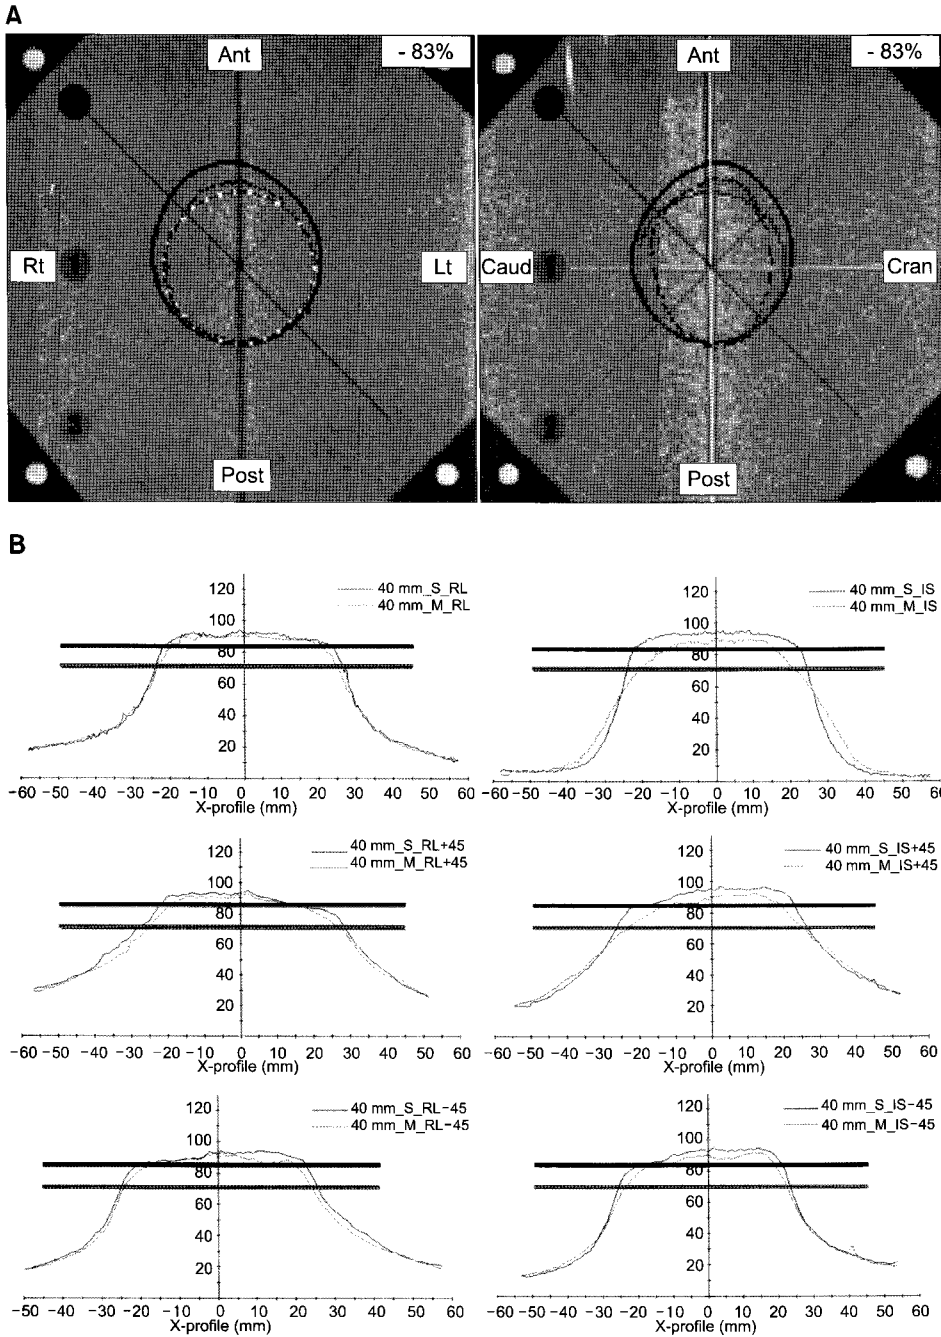 A
Ant
- 83%
Ant
- 83%
Rt
Lt
Caud
Cran
Post
Post
B
120
100
80
60
40
20
40 mm_S_RL
40 mm_M_RL
−60 −50 −40 −30 −20 −10 0 10 20 30 40 50 60
X-profile (mm)
120
100
80
60
40
20
40 mm_S_IS
40 mm_M_IS
−60 −50 −40 −30 −20 −10 0 10 20 30 40 50 60
X-profile (mm)
120
100
80
60
40
20
40 mm_S_RL+45
40 mm_M_RL+45
−60 −50 −40 −30 −20 −10 0 10 20 30 40 50 60
X-profile (mm)
120
100
80
60
40
20
40 mm_S_IS+45
40 mm_M_IS+45
−60 −50 −40 −30 −20 −10 0 10 20 30 40 50 60
X-profile (mm)
120
100
80
60
40
20
40 mm_S_RL−45
40 mm_M_RL−45
−50 −40 −30 −20 −10 0 10 20 30 40 50 60
X-profile (mm)
120
100
80
60
40
20
40 mm_S_IS−45
40 mm_M_IS−45
−60 −50 −40 −30 −20 −10 0 10 20 30 40 50 60
X-profile (mm)